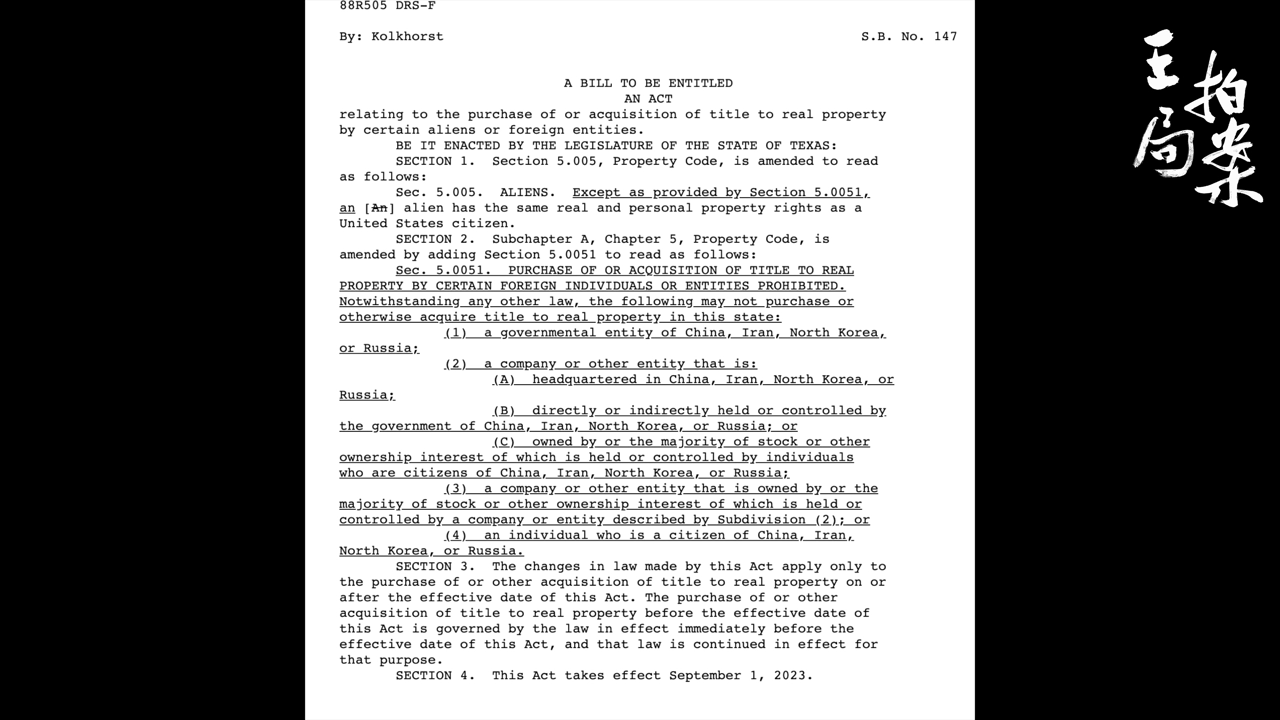 88R505 DRS-F
By: Kolkhorst S.B. No. 147
A BILL TO BE ENTITLED
AN ACT
relating to the purchase of or acquisition of title to real property
by certain aliens or foreign entities.
BE IT ENACTED BY THE LEGISLATURE OF THE STATE OF TEXAS:
SECTION 1. Section 5.005, Property Code, is amended to read
as follows:
Sec. 5.005. ALIENS. Except as provided by Section 5.0051,
an [An] alien has the same real and personal property rights as a
United States citizen.
SECTION 2. Subchapter A, Chapter 5, Property Code, is
amended by adding Section 5.0051 to read as follows:
Sec. 5.0051. PURCHASE OF OR ACQUISITION OF TITLE TO REAL
PROPERTY BY CERTAIN FOREIGN INDIVIDUALS OR ENTITIES PROHIBITED.
Notwithstanding any other law, the following may not purchase or
otherwise acquire title to real property in this state:
(1) a governmental entity of China, Iran, North Korea,
or Russia;
(2) a company or other entity that is:
(A) headquartered in China, Iran, North Korea, or
Russia;
(B) directly or indirectly held or controlled by
the government of China, Iran, North Korea, or Russia; or
(C) owned by or the majority of stock or other
ownership interest of which is held or controlled by individuals
who are citizens of China, Iran, North Korea, or Russia;
(3) a company or other entity that is owned by or the
majority of stock or other ownership interest of which is held or
controlled by a company or entity described by Subdivision (2); or
(4) an individual who is a citizen of China, Iran,
North Korea, or Russia.
SECTION 3. The changes in law made by this Act apply only to
the purchase of or other acquisition of title to real property on or
after the effective date of this Act. The purchase of or other
acquisition of title to real property before the effective date of
this Act is governed by the law in effect immediately before the
effective date of this Act, and that law is continued in effect for
that purpose.
SECTION 4. This Act takes effect September 1, 2023.
王局
拍案